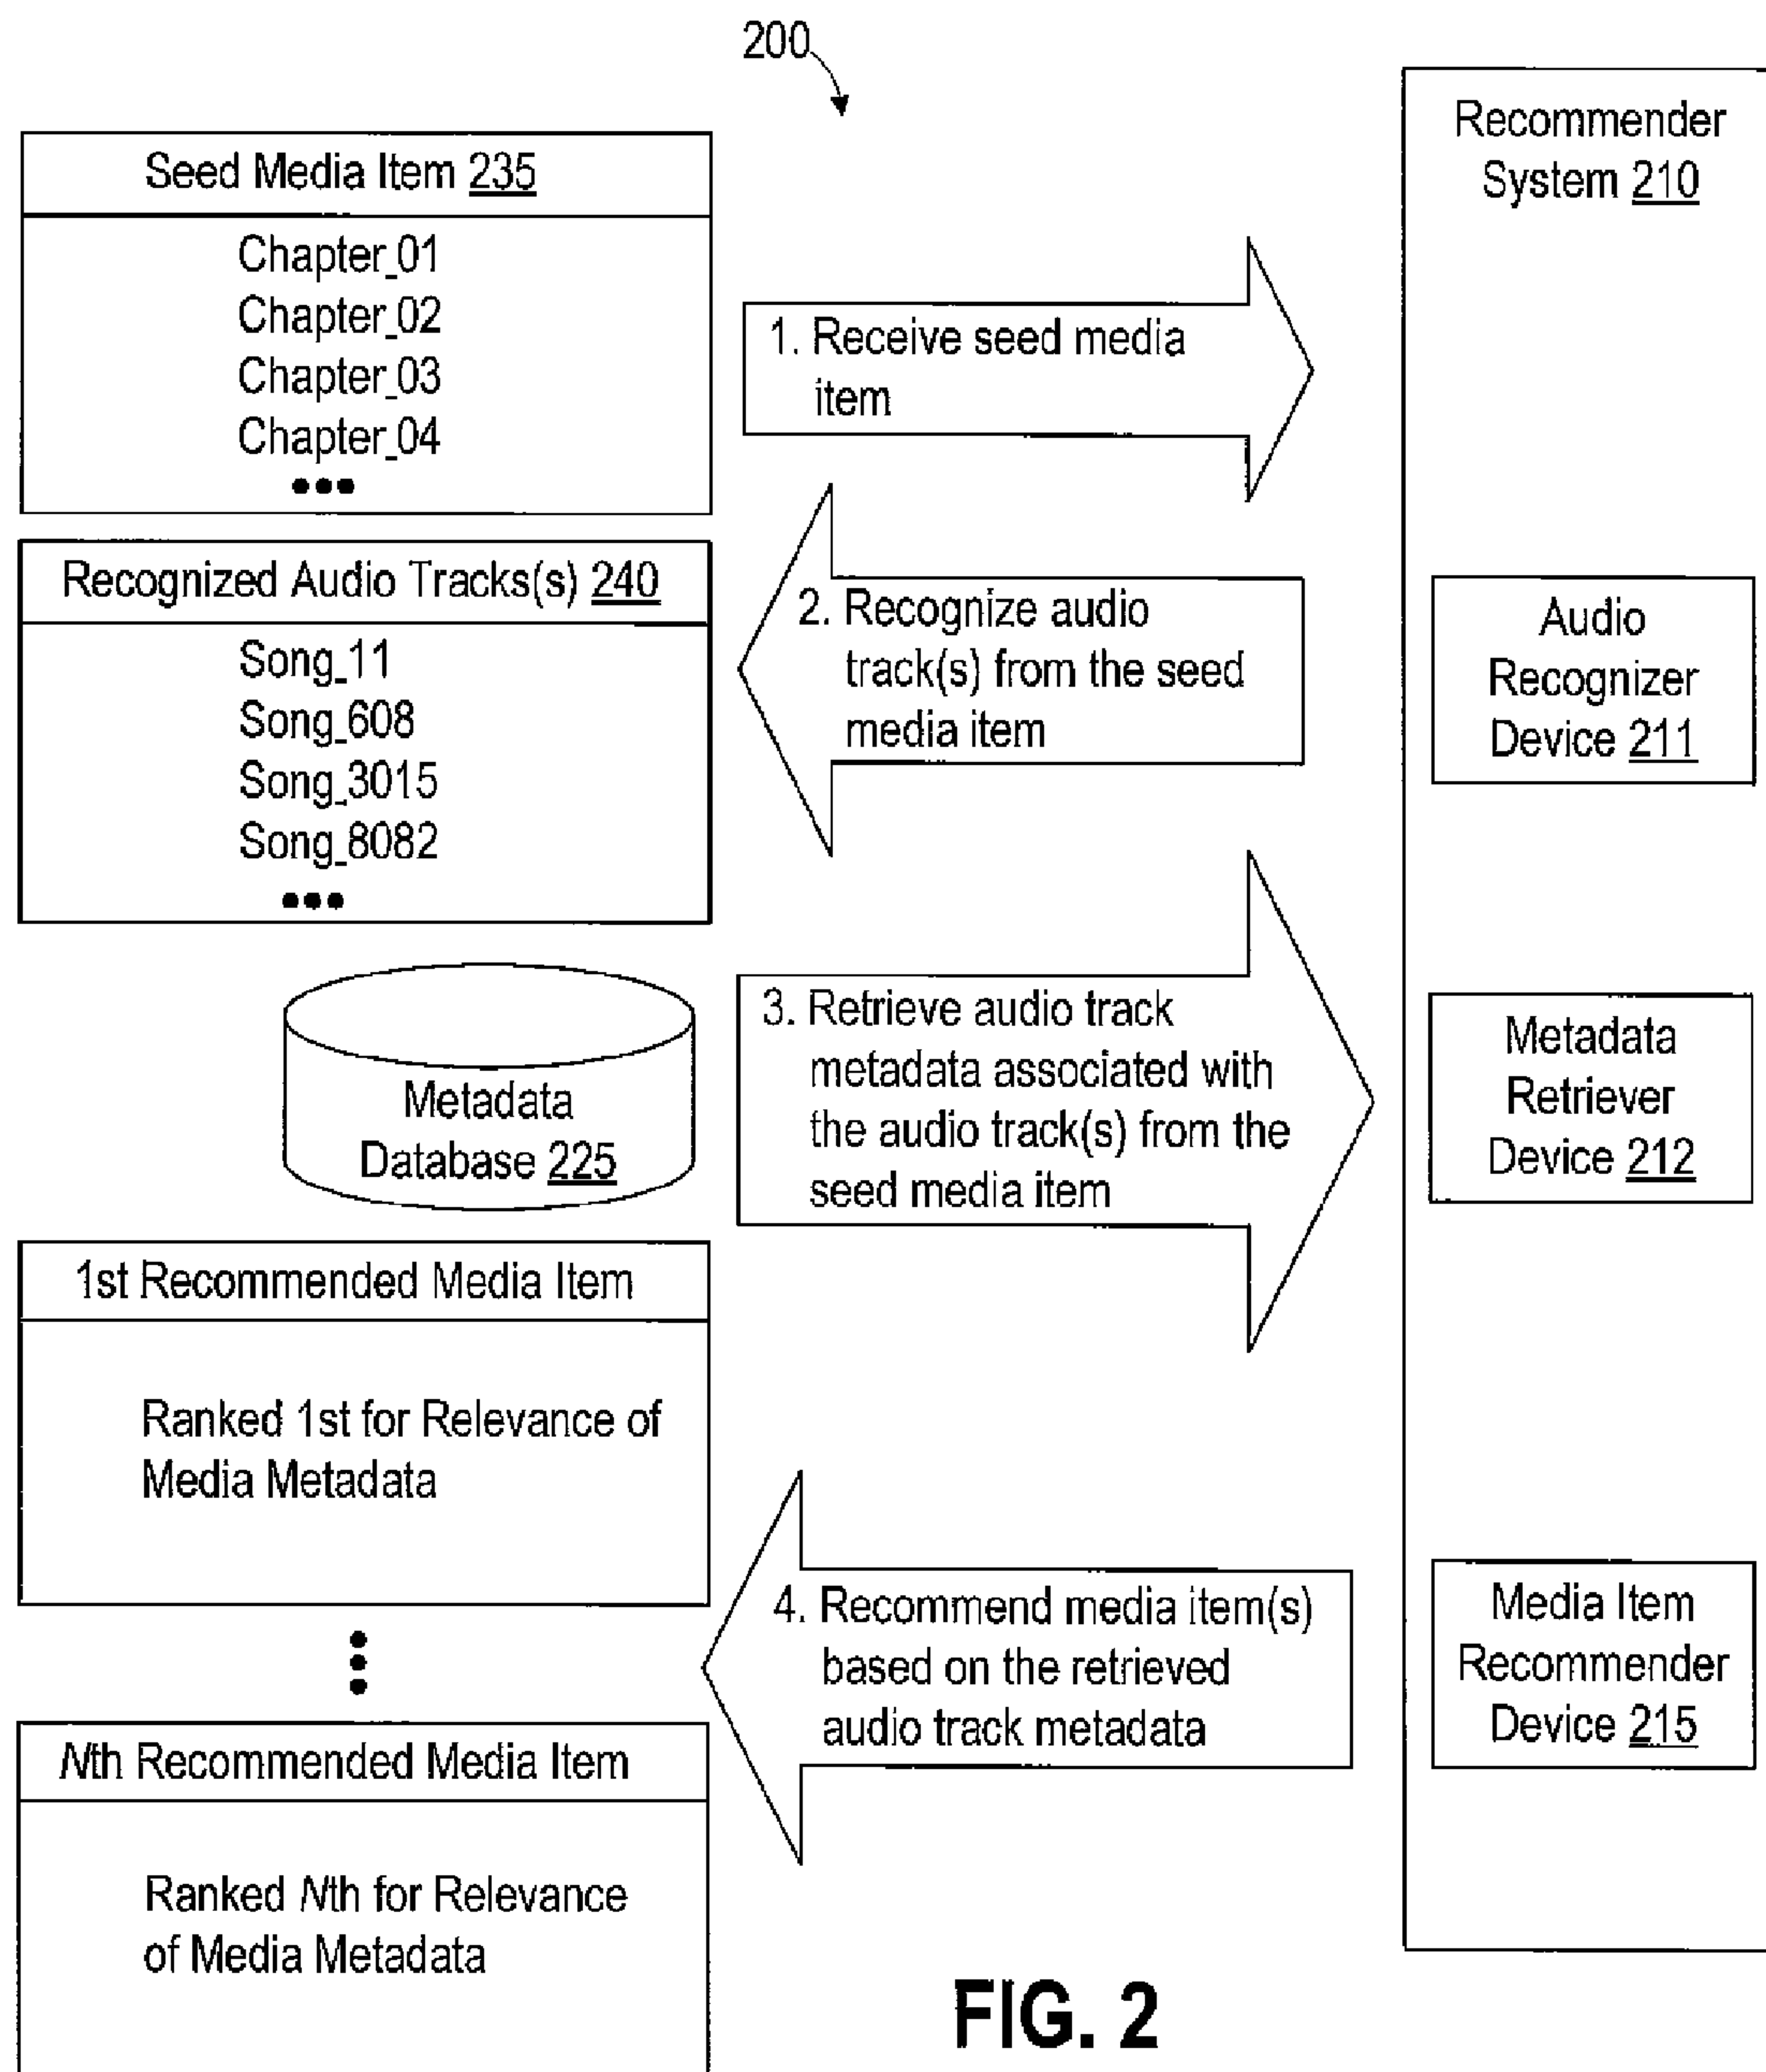 200
Recommender
System 210
Seed Media Item 235
Chapter_01
Chapter_02
Chapter_03
Chapter_04
•••
1. Receive seed media
item
Recognized Audio Tracks(s) 240
Song_11
Song_608
Song_3015
Song_8082
•••
2. Recognize audio
track(s) from the seed
media item
Audio
Recognizer
Device 211
Metadata
Database 225
3. Retrieve audio track
metadata associated with
the audio track(s) from the
seed media item
Metadata
Retriever
Device 212
1st Recommended Media Item
Ranked 1st for Relevance of
Media Metadata
4. Recommend media item(s)
based on the retrieved
audio track metadata
Media Item
Recommender
Device 215
Nth Recommended Media Item
Ranked Nth for Relevance
of Media Metadata
FIG. 2